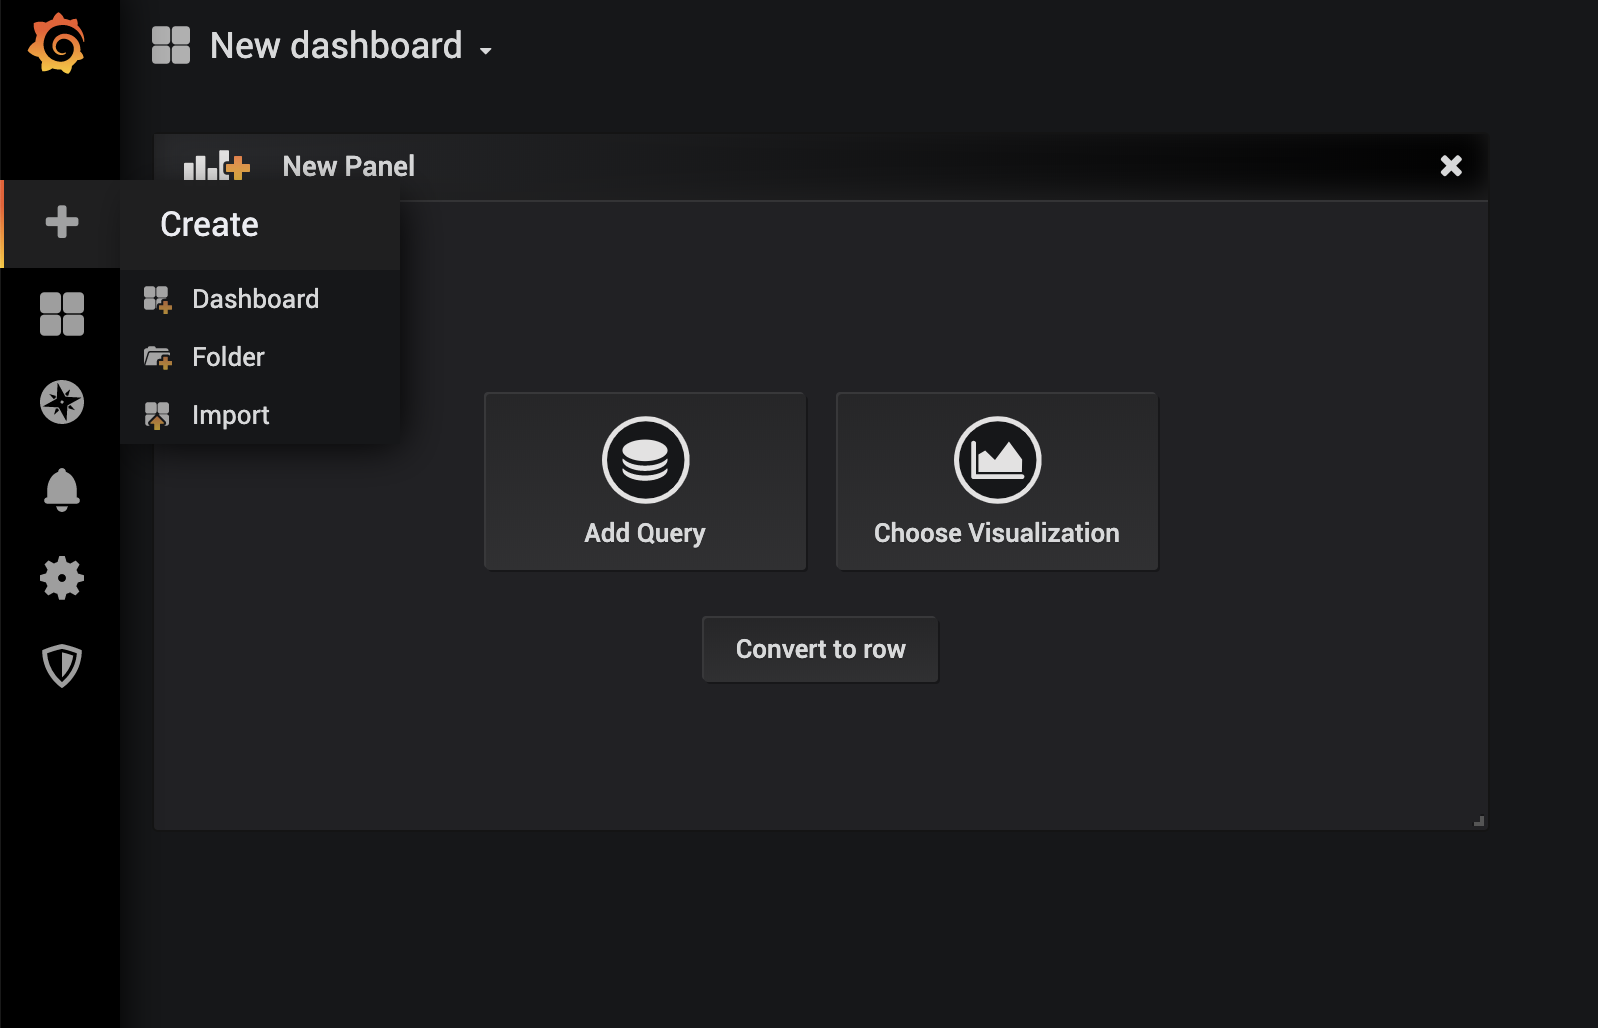 New dashboard
New Panel
Create
Dashboard
Folder
Import
Add Query
Choose Visualization
Convert to row